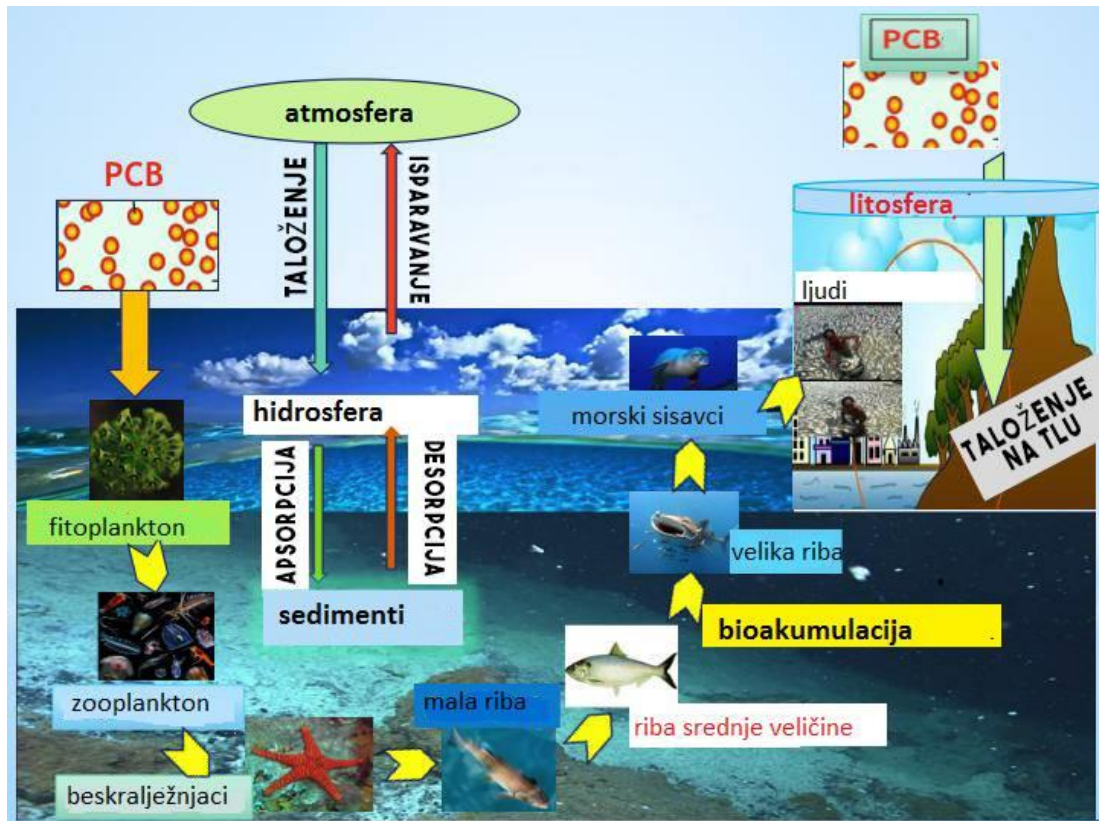 PCB
atmosfera
PCB
TALOŽENJE
ISPARAVANJE
litosfera
ljudi
hidrosfera
morski sisavci
TALOŽENJE
NA TLU
APSORPCIJA
DESORPCIJA
fitoplankton
velika riba
sedimenti
bioakumulacija
zooplankton
mala riba
riba srednje veličine
beskralježnjaci